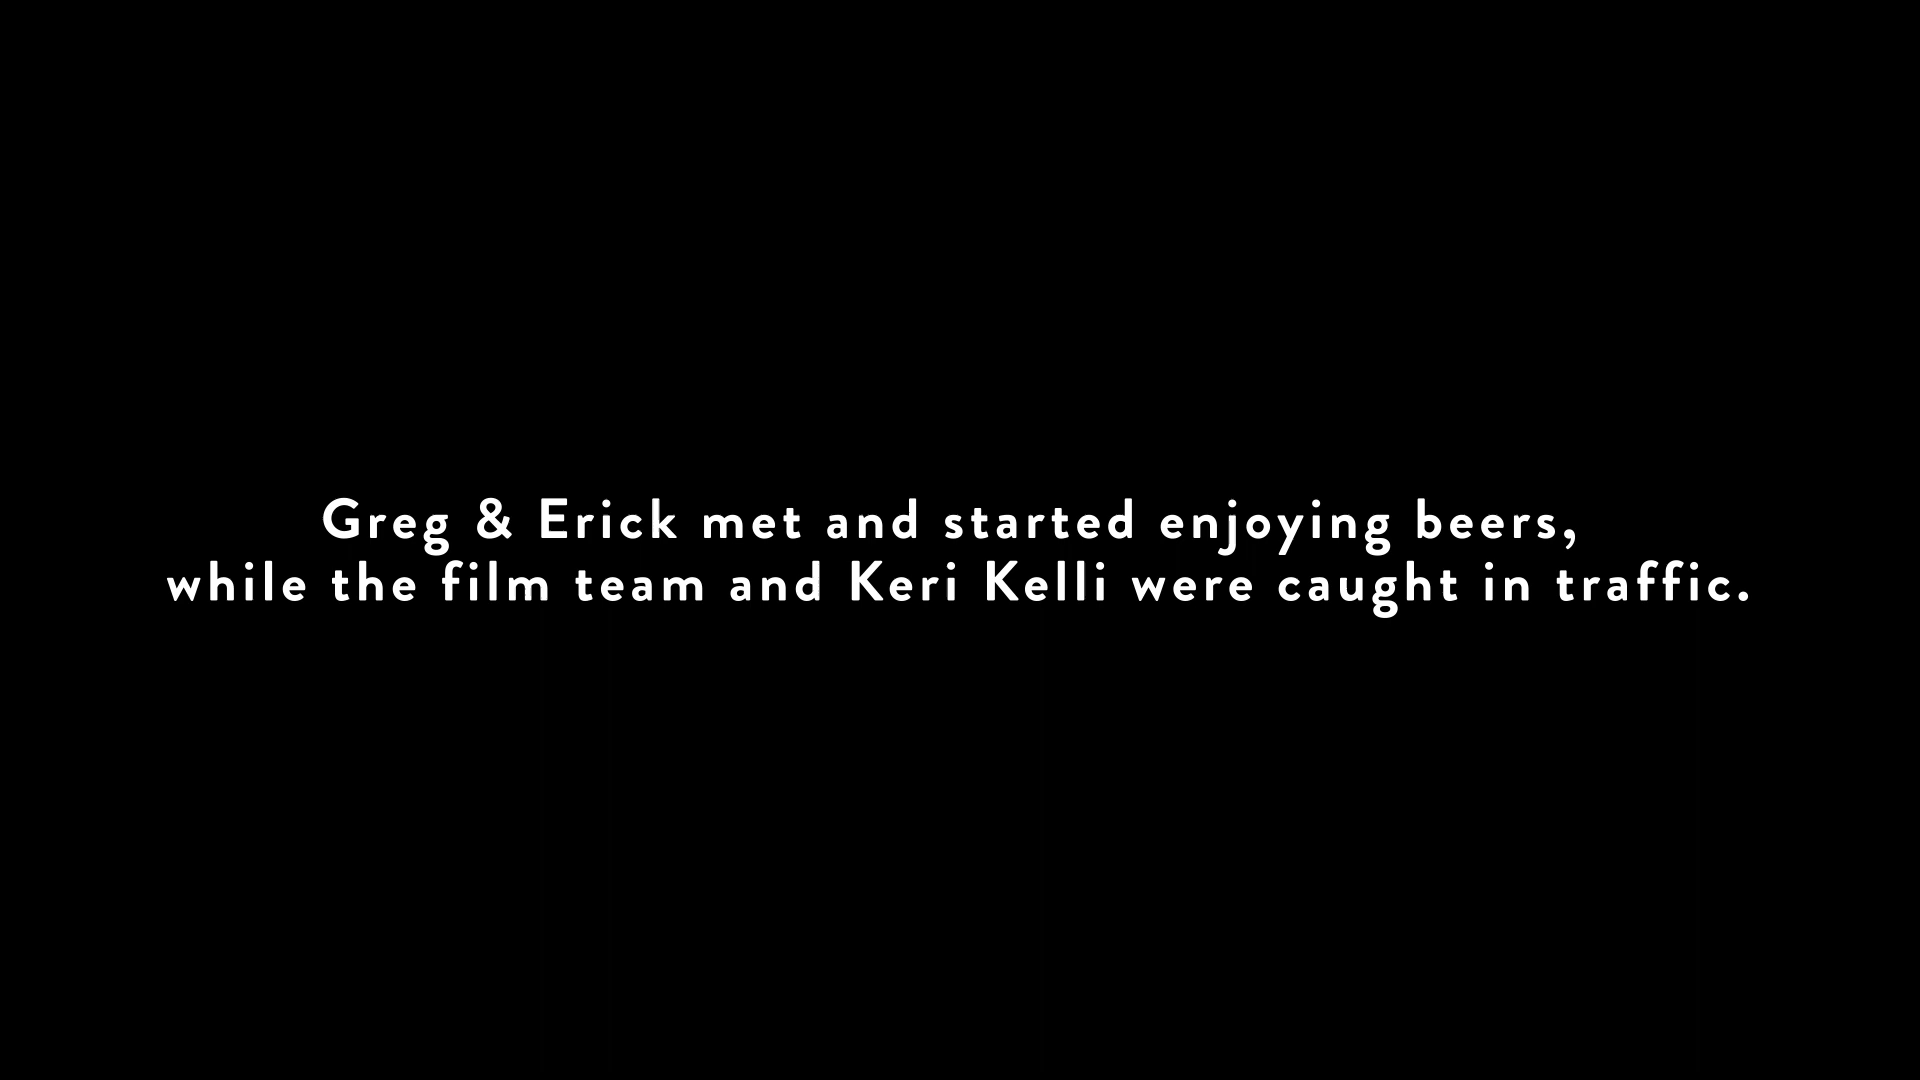 Greg & Erick met and started enjoying beers,
while the film team and Keri Kelli were caught in traffic.